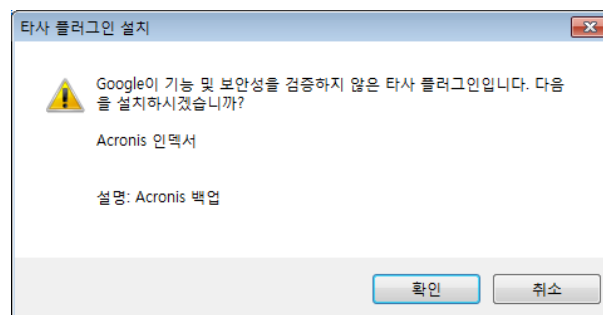 타사 플러그인 설치
Google이 기능 및 보안성을 검증하지 않은 타사 플러그인입니다. 다음
을 설치하시겠습니까?
Acronis 인덱서
설명: Acronis 백업
확인
취소